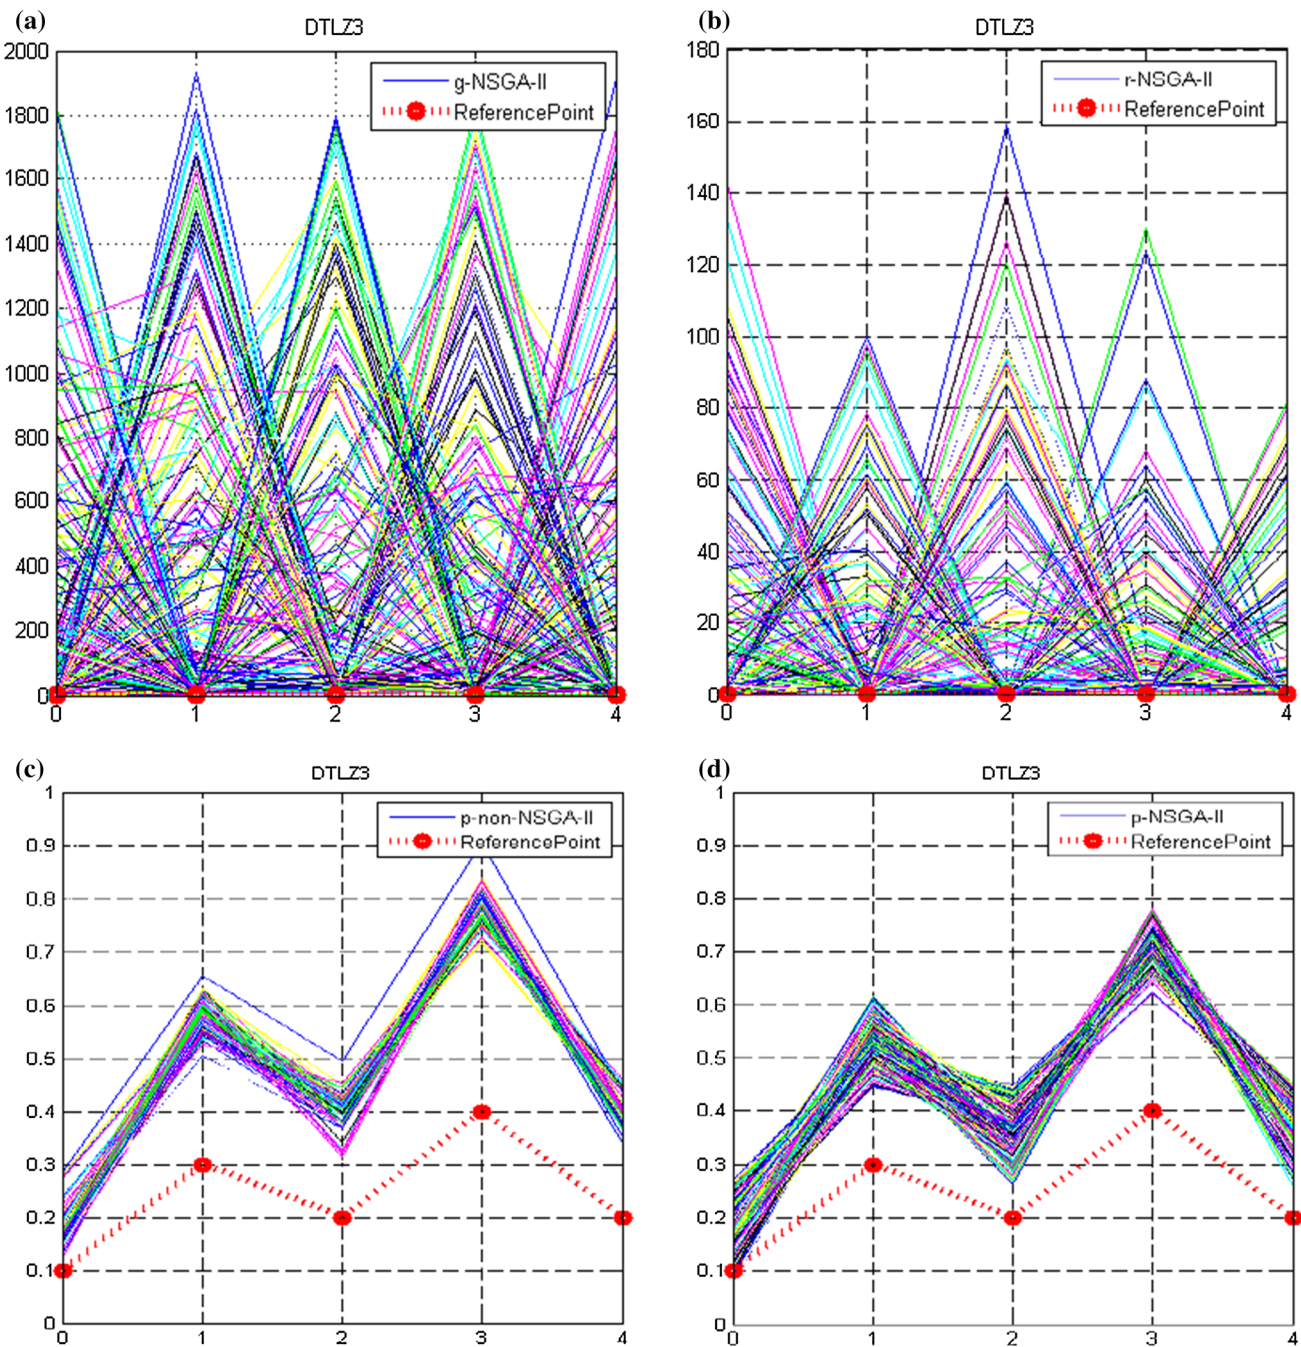 (a)
DTLZ3
2000
1800
1600
1400
1200
1000
800
600
400
200
0
0 1 2 3 4
g-NSGA-II
ReferencePoint
(b)
DTLZ3
180
160
140
120
100
80
60
40
20
0
0 1 2 3 4
r-NSGA-II
ReferencePoint
(c)
DTLZ3
1
0.9
0.8
0.7
0.6
0.5
0.4
0.3
0.2
0.1
0
0 1 2 3 4
p-non-NSGA-II
ReferencePoint
(d)
DTLZ3
1
0.9
0.8
0.7
0.6
0.5
0.4
0.3
0.2
0.1
0
0 1 2 3 4
p-NSGA-II
ReferencePoint